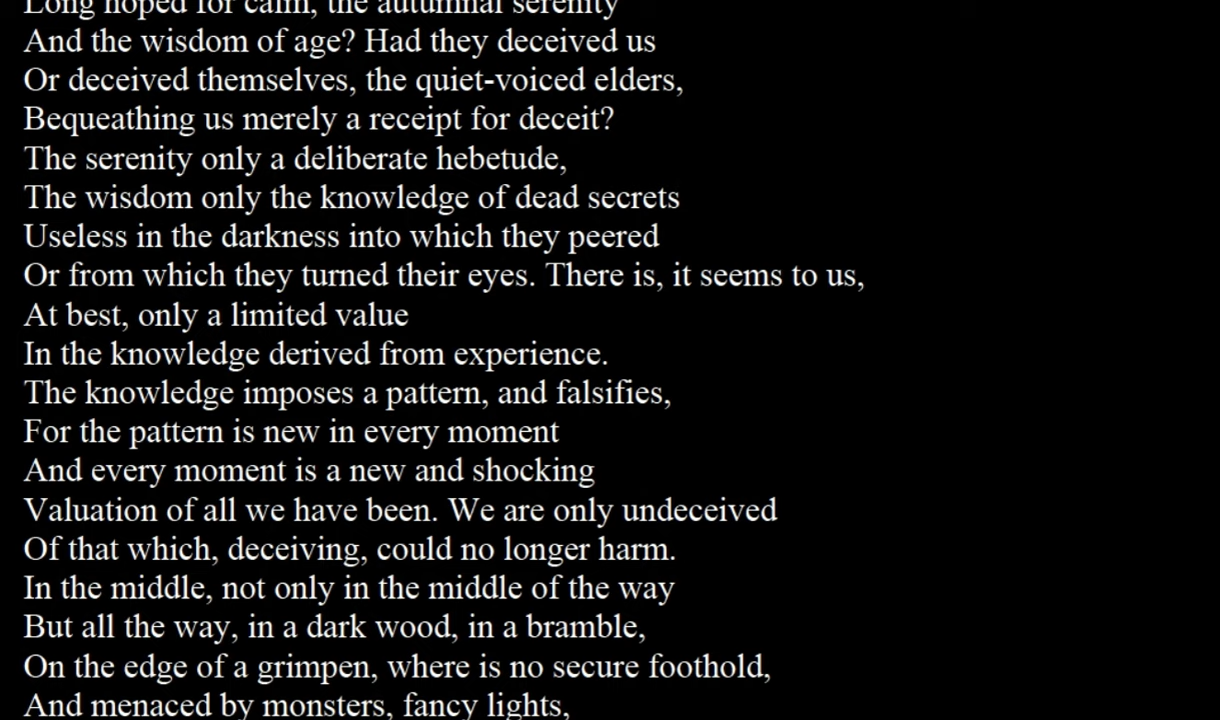 Long hoped for calm, the autumnal serenity
And the wisdom of age? Had they deceived us
Or deceived themselves, the quiet-voiced elders,
Bequeathing us merely a receipt for deceit?
The serenity only a deliberate hebetude,
The wisdom only the knowledge of dead secrets
Useless in the darkness into which they peered
Or from which they turned their eyes. There is, it seems to us,
At best, only a limited value
In the knowledge derived from experience.
The knowledge imposes a pattern, and falsifies,
For the pattern is new in every moment
And every moment is a new and shocking
Valuation of all we have been. We are only undeceived
Of that which, deceiving, could no longer harm.
In the middle, not only in the middle of the way
But all the way, in a dark wood, in a bramble,
On the edge of a grimpen, where is no secure foothold,
And menaced by monsters, fancy lights,